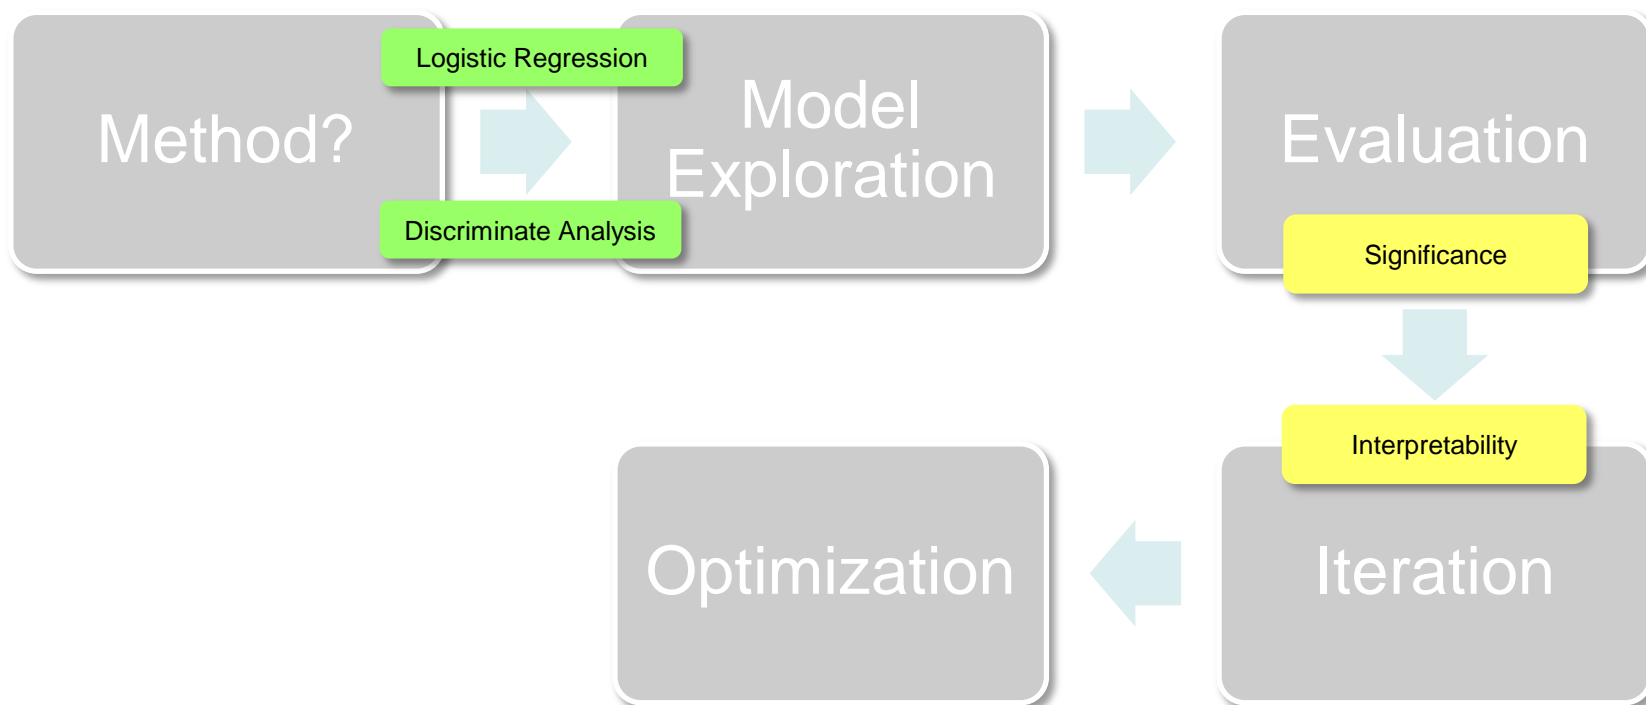 Method?
Logistic Regression
Discriminate Analysis
Model
Exploration
Evaluation
Significance
Interpretability
Iteration
Optimization